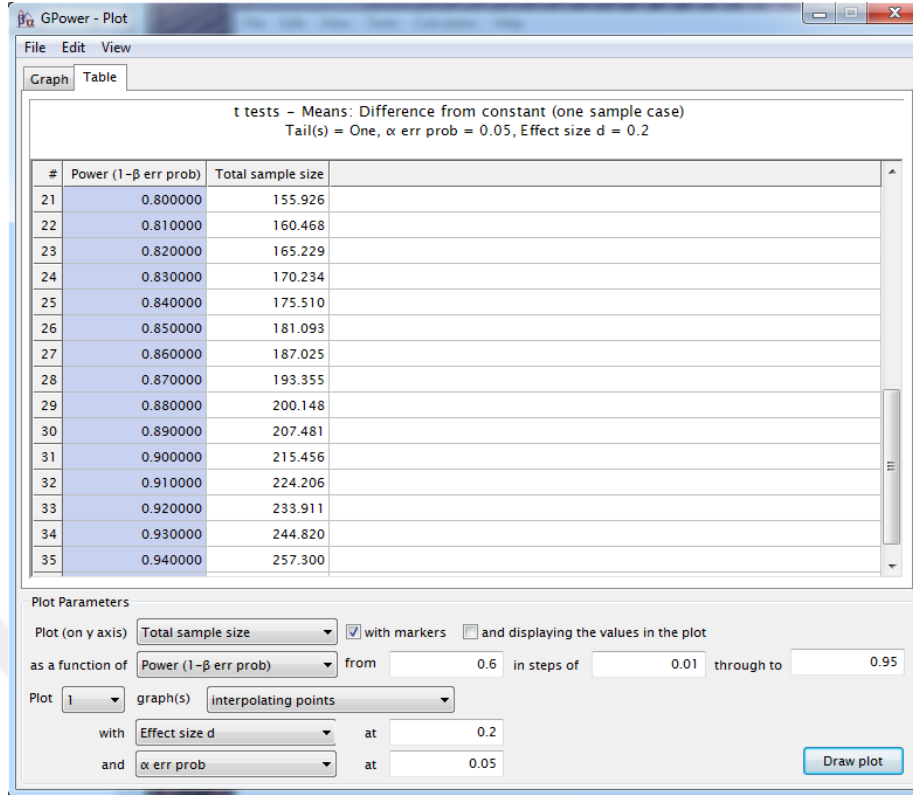 GPower - Plot
File Edit View
Graph Table
t tests – Means: Difference from constant (one sample case)
Tail(s) = One, α err prob = 0.05, Effect size d = 0.2
# Power (1-β err prob) Total sample size
21 0.800000 155.926
22 0.810000 160.468
23 0.820000 165.229
24 0.830000 170.234
25 0.840000 175.510
26 0.850000 181.093
27 0.860000 187.025
28 0.870000 193.355
29 0.880000 200.148
30 0.890000 207.481
31 0.900000 215.456
32 0.910000 224.206
33 0.920000 233.911
34 0.930000 244.820
35 0.940000 257.300
Plot Parameters
Plot (on y axis) Total sample size with markers and displaying the values in the plot
as a function of Power (1-β err prob) from 0.6 in steps of 0.01 through to 0.95
Plot 1 graph(s) interpolating points
with Effect size d at 0.2
and α err prob at 0.05
Draw plot